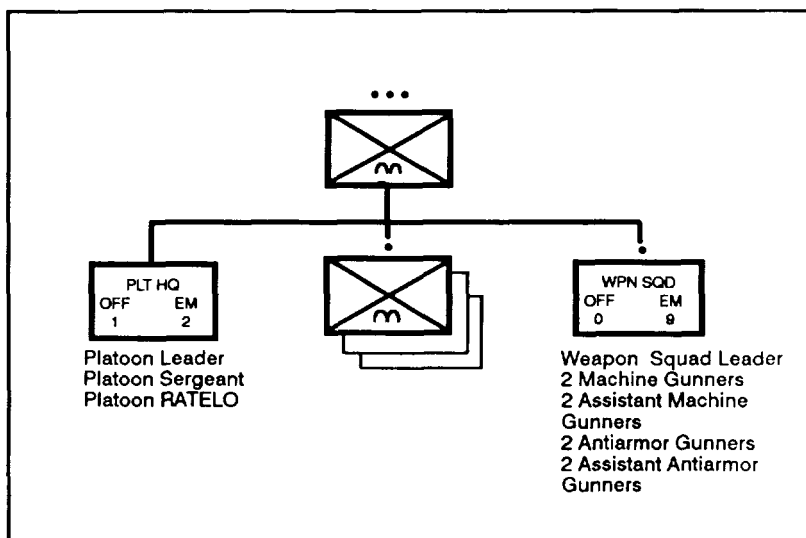 PLT HQ
OFF EM
1 2
Platoon Leader
Platoon Sergeant
Platoon RATELO
WPN SQD
OFF EM
0 9
Weapon Squad Leader
2 Machine Gunners
2 Assistant Machine
Gunners
2 Antiarmor Gunners
2 Assistant Antiarmor
Gunners